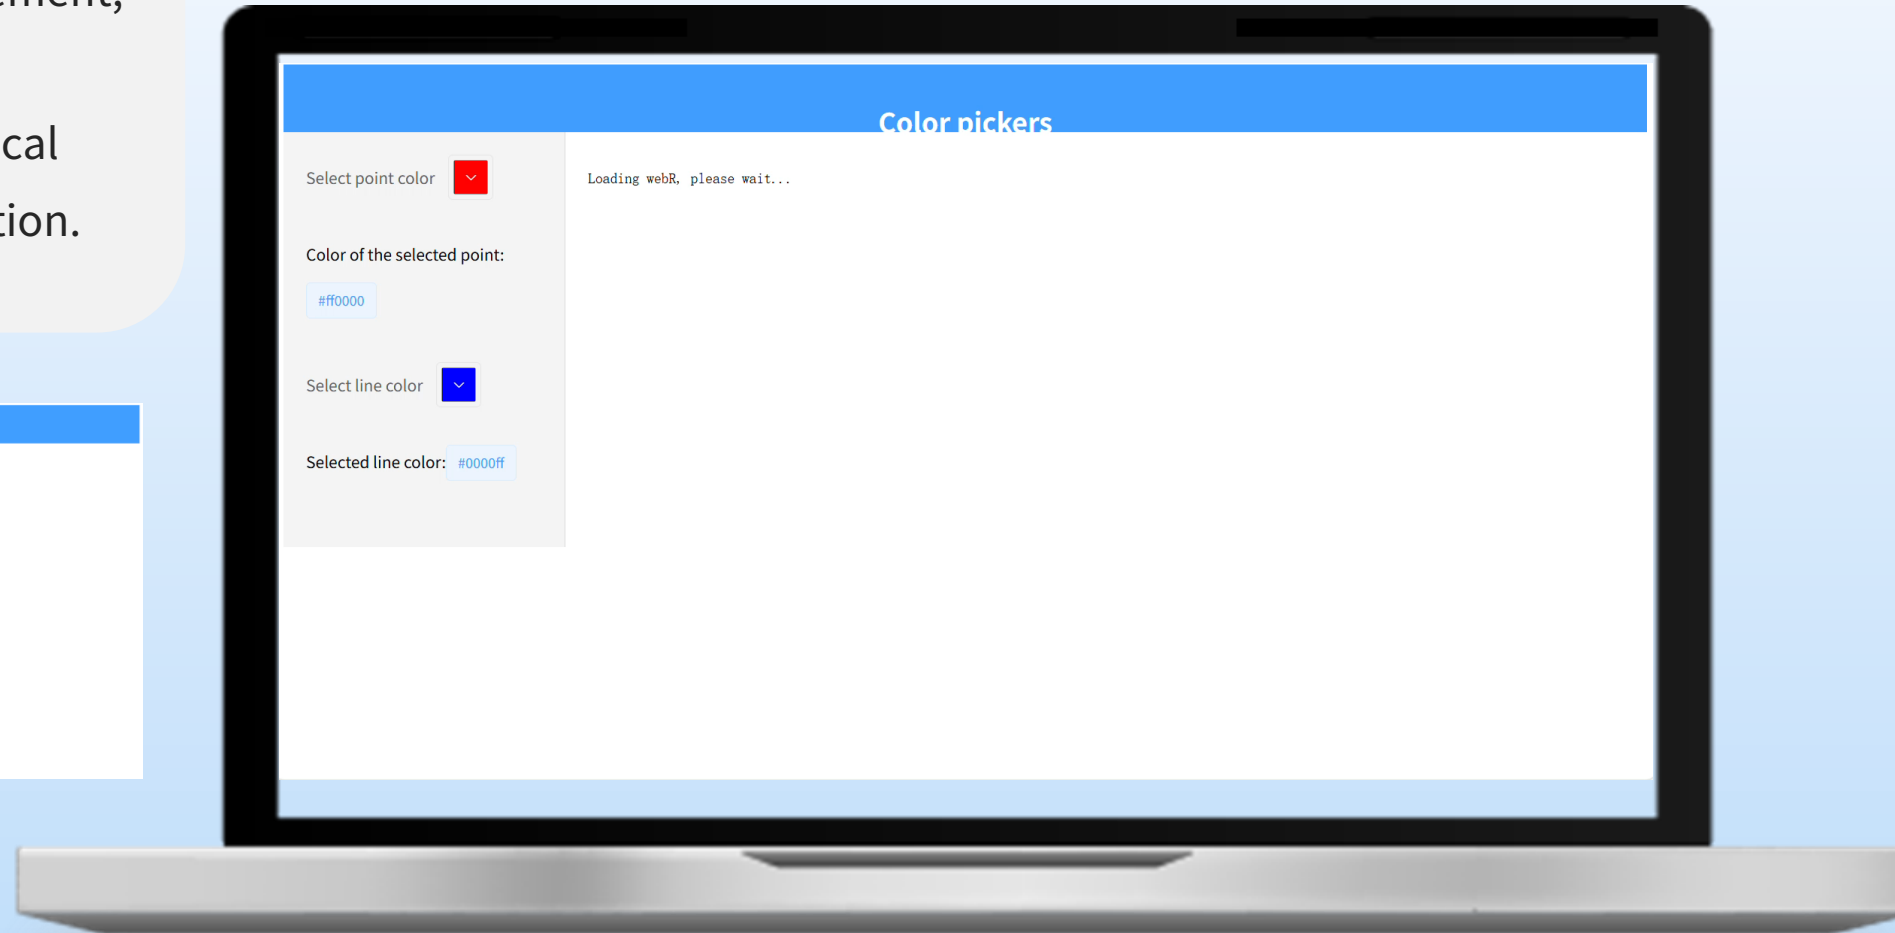 cal
tion.
Color pickers
Select point color
Loading webR, please wait...
Color of the selected point:
#ff0000
Select line color
Selected line color: #0000ff